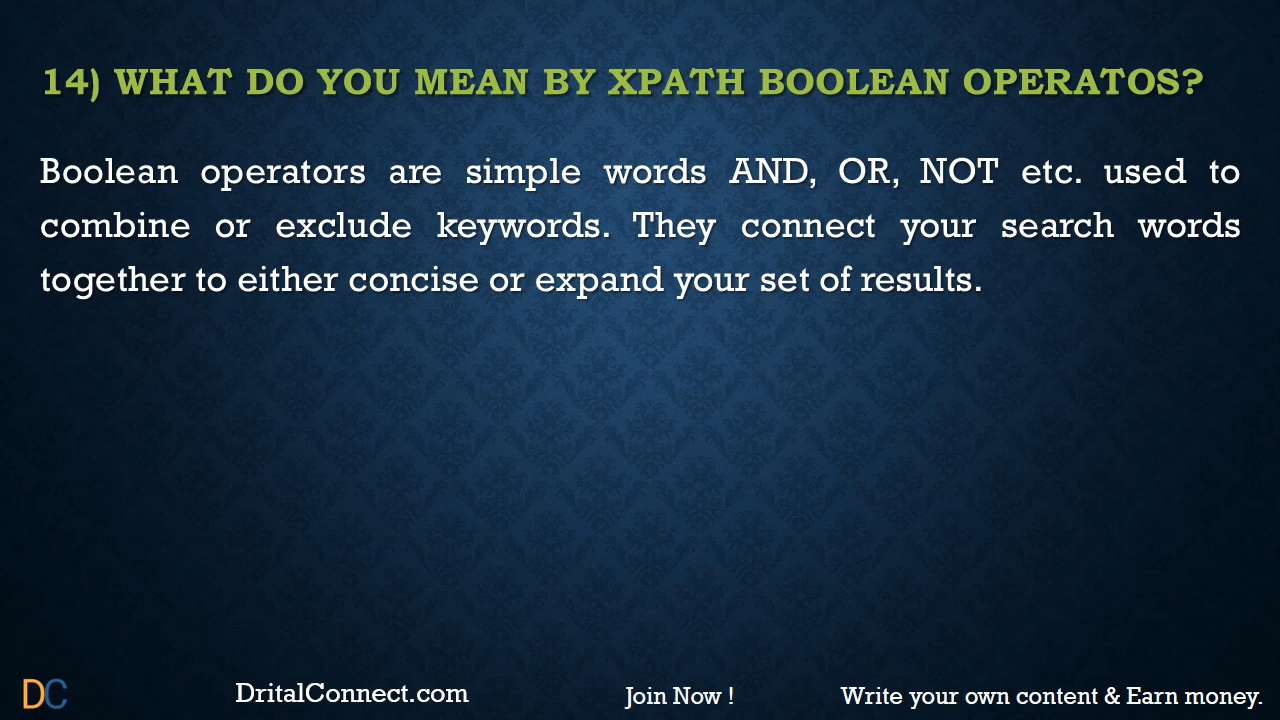 14) WHAT DO YOU MEAN BY XPATH BOOLEAN OPERATOS?
Boolean operators are simple words AND, OR, NOT etc. used to
combine or exclude keywords. They connect your search words
together to either concise or expand your set of results.
DC
DritalConnect.com
Join Now !
Write your own content & Earn money.